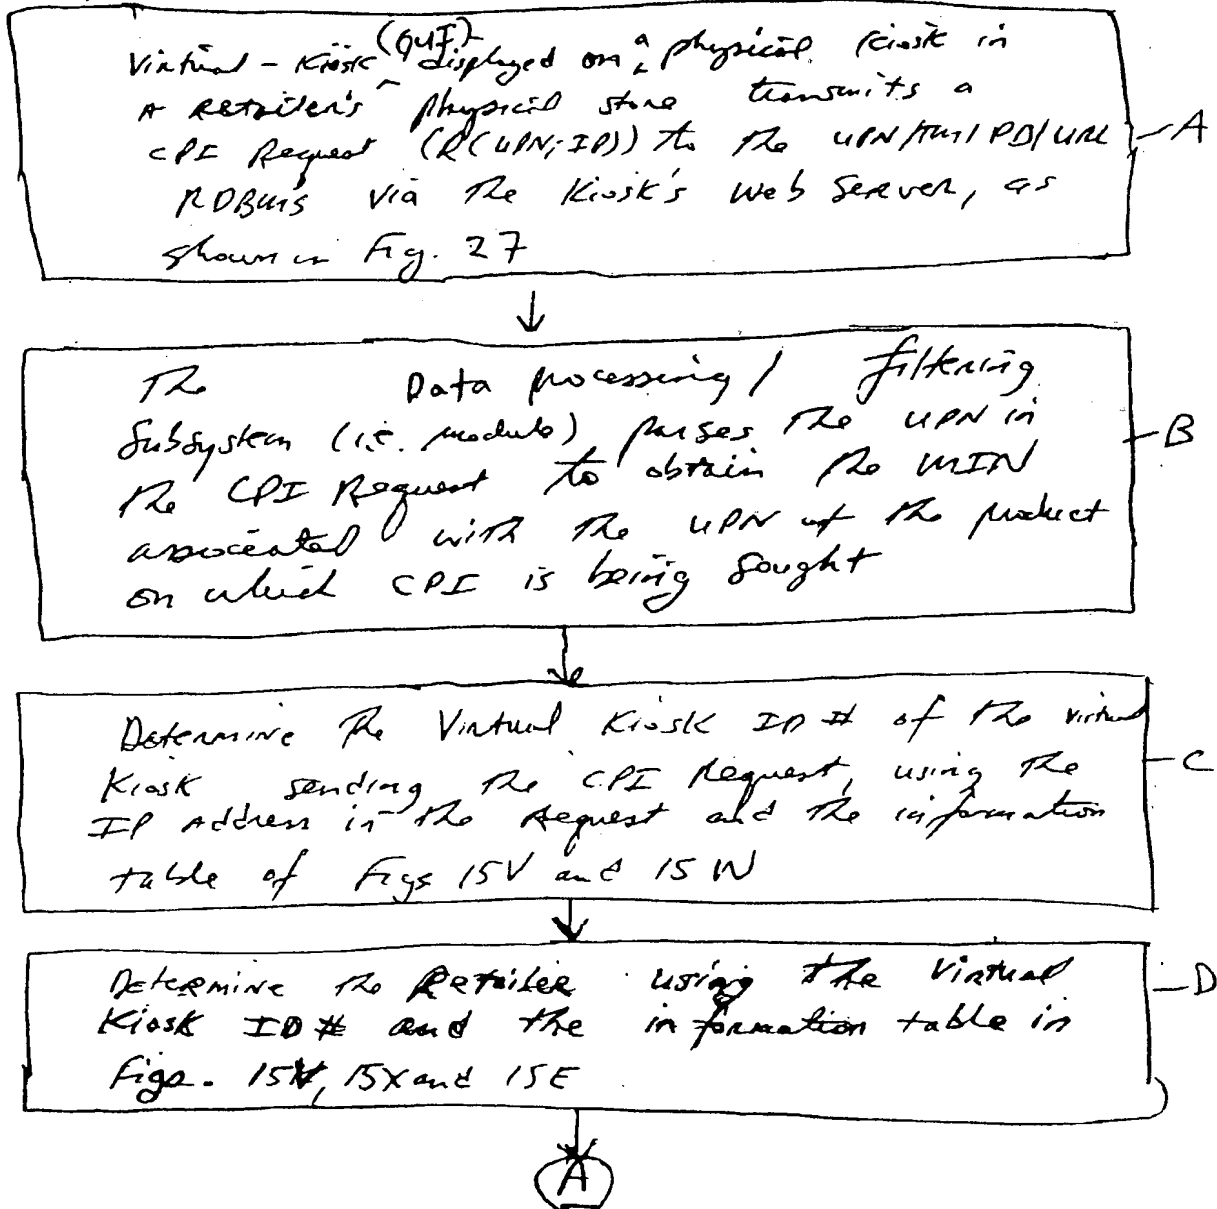 (GUI)
Virtual - Kiosk ^ displayed on ^a physical Kiosk in
A Retailer's physical store transmits a
CPI Request (R(UPN; IP)) to the UPN/TM/PD/URL
RDBMS via the Kiosk's Web Server, as
shown in Fig. 27
A
The Data processing / filtering
Subsystem (i.e. module) parses the UPN in
the CPI Request to obtain the MIN
associated with the UPN of the product
on which CPI is being sought
B
Determine the Virtual Kiosk ID # of the virtual
Kiosk sending the CPI Request, using the
IP Address in the Request and the information
table of Figs 15V and 15W
C
Determine the Retailer using the Virtual
Kiosk ID # and the information table in
Figs. 15W, 15X and 15E
D
A